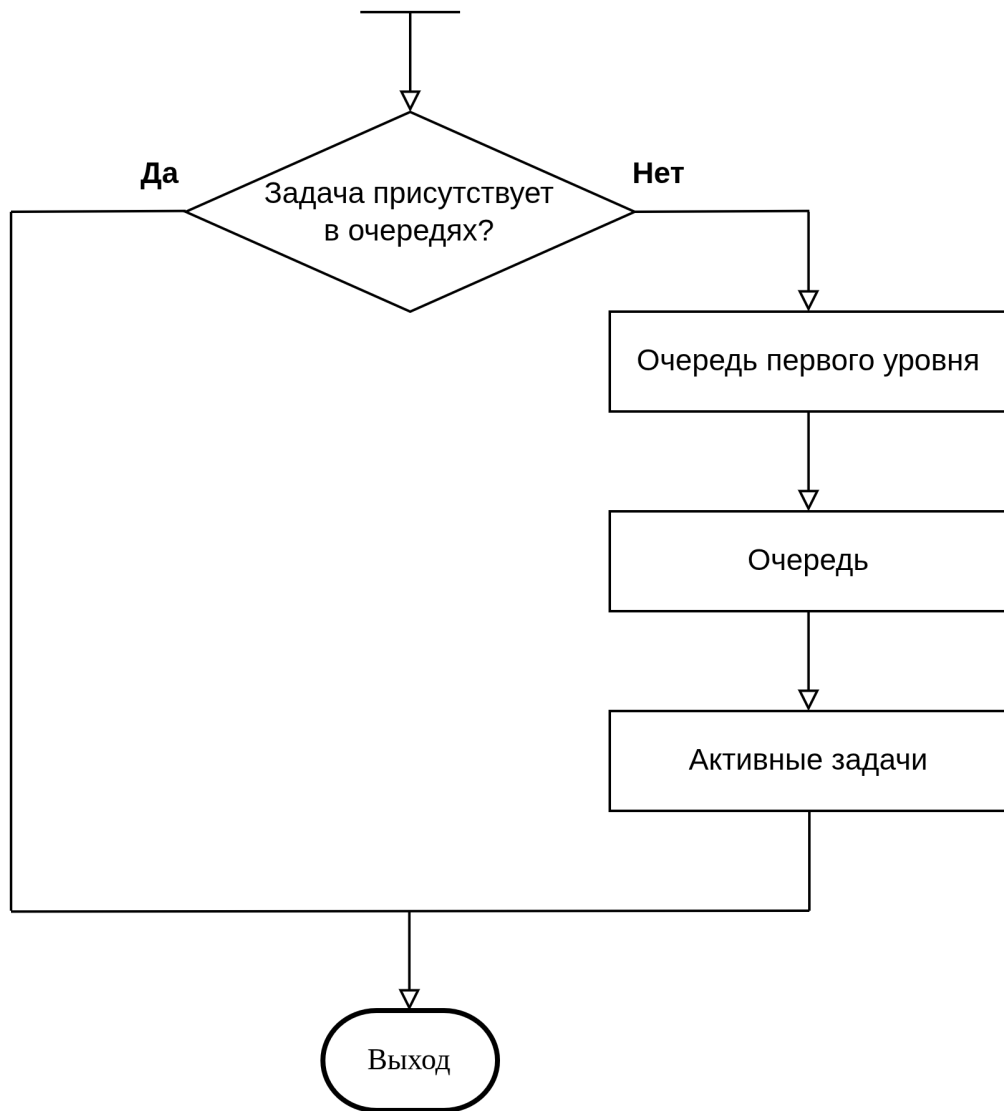 Да
Нет
Задача присутствует
в очередях?
Очередь первого уровня
Очередь
Активные задачи
Выход